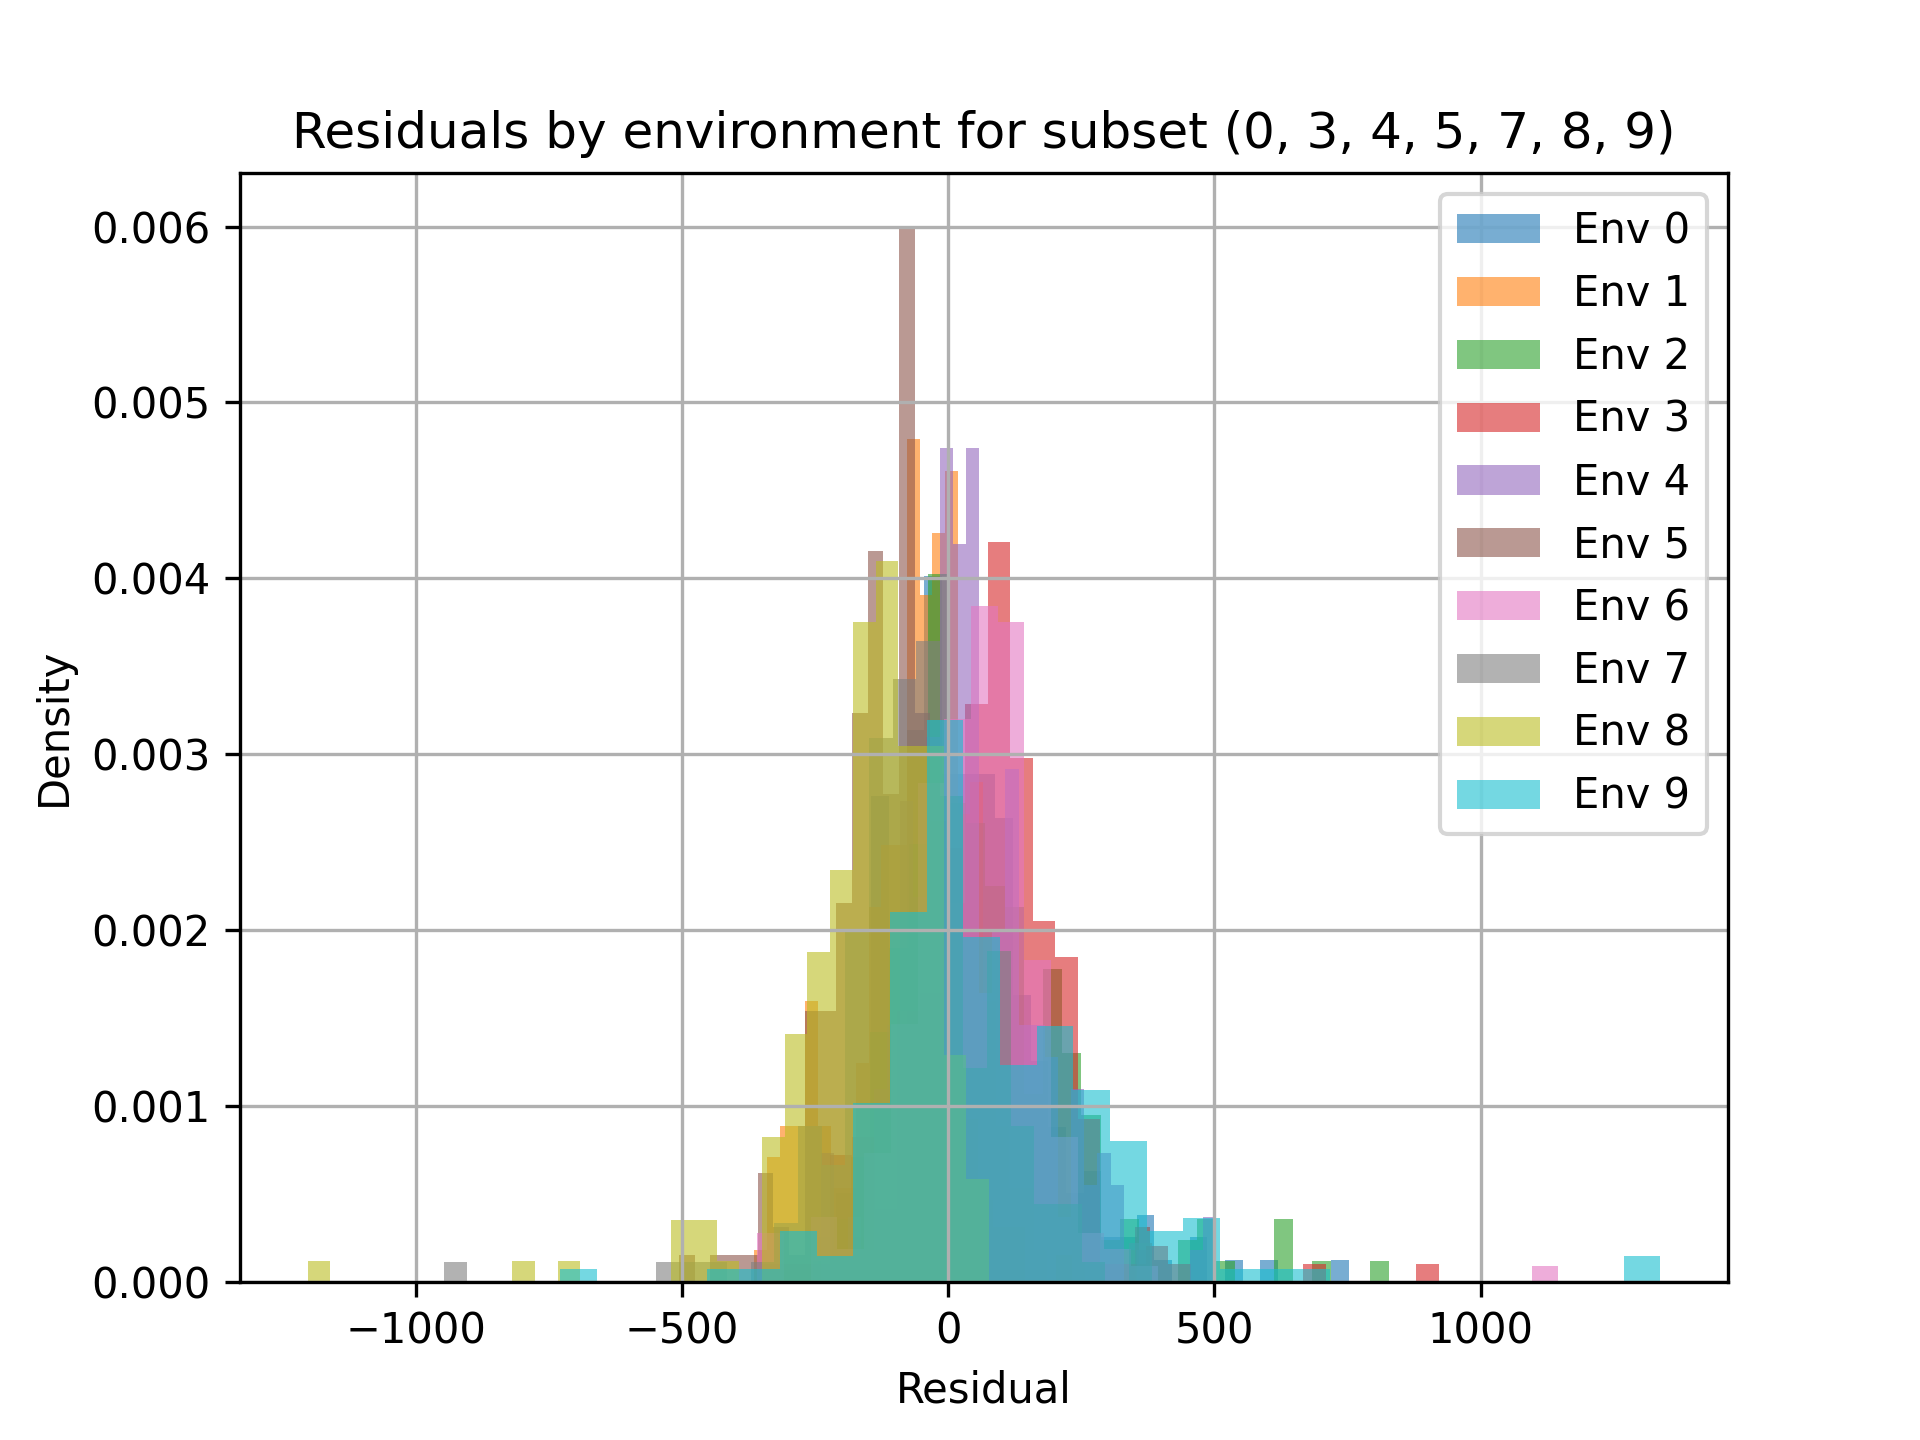 Residuals by environment for subset (0, 3, 4, 5, 7, 8, 9)
0.006
0.005
0.004
0.003
0.002
0.001
0.000
Density
−1000
−500
0
500
1000
Residual
Env 0
Env 1
Env 2
Env 3
Env 4
Env 5
Env 6
Env 7
Env 8
Env 9